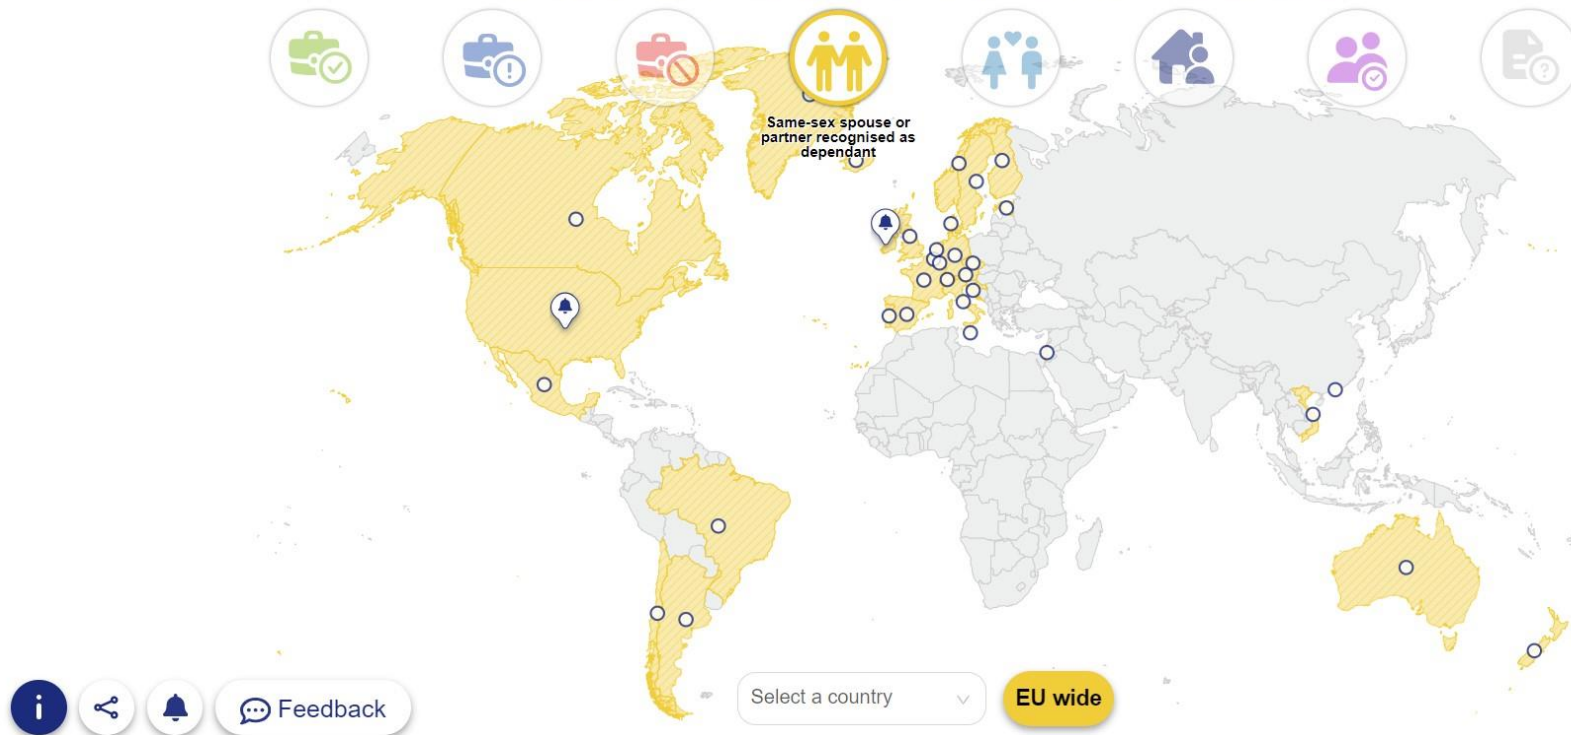 Same-sex spouse or
partner recognised as
dependant
Select a country
EU wide
Feedback